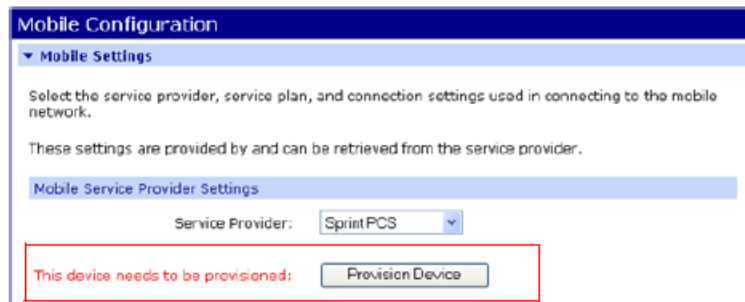 Mobile Configuration
Mobile Settings
Select the service provider, service plan, and connection settings used in connecting to the mobile
network.
These settings are provided by and can be retrieved from the service provider.
Mobile Service Provider Settings
Service Provider: Sprint PCS
This device needs to be provisioned: Provision Device